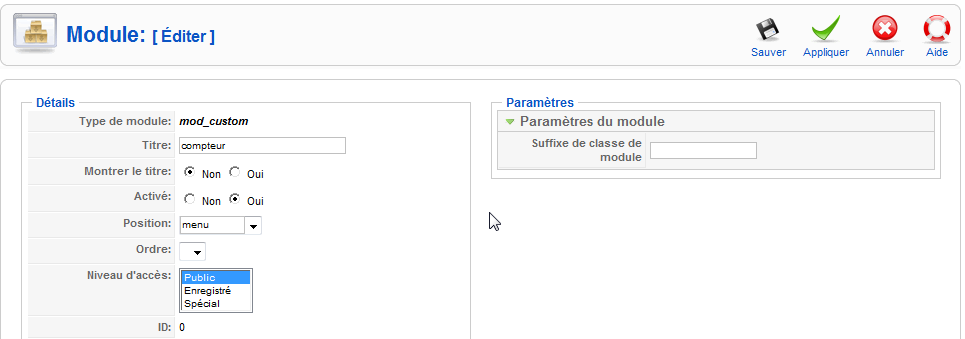 Module: [ Éditer ]
Sauver Appliquer Annuler Aide
Détails
Type de module: mod_custom
Titre: compteur
Montrer le titre: Non Oui
Activé: Non Oui
Position: menu
Ordre:
Niveau d'accès: Public
Enregistré
Spécial
ID: 0
Paramètres
Paramètres du module
Suffixe de classe de
module